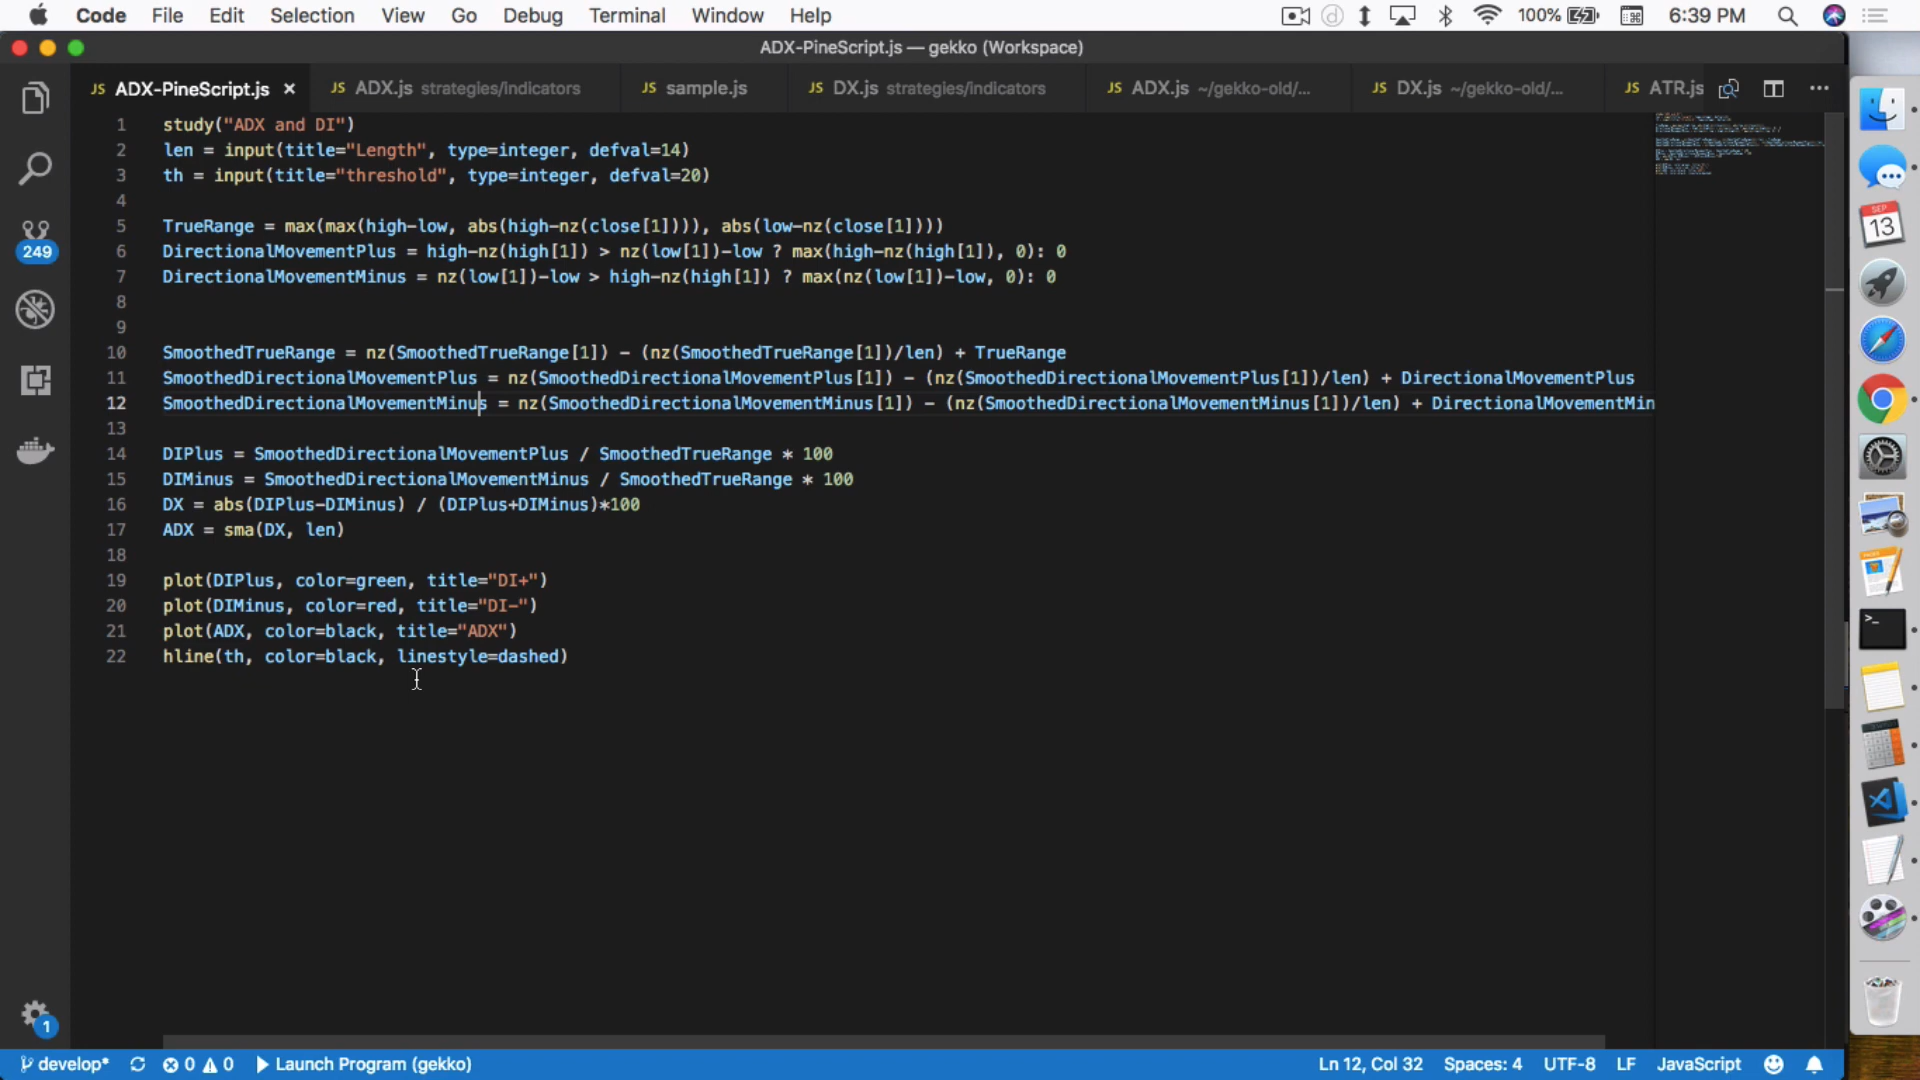 Code File Edit Selection View Go Debug Terminal Window Help 100% 6:39 PM
ADX-PineScript.js — gekko (Workspace)
JS ADX-PineScript.js × JS ADX.js strategies/indicators JS sample.js JS DX.js strategies/indicators JS ADX.js ~/gekko-old/... JS DX.js ~/gekko-old/... JS ATR.js
1 study("ADX and DI")
2 len = input(title="Length", type=integer, defval=14)
3 th = input(title="threshold", type=integer, defval=20)
4
5 TrueRange = max(max(high-low, abs(high-nz(close[1]))), abs(low-nz(close[1])))
6 DirectionalMovementPlus = high-nz(high[1]) > nz(low[1])-low ? max(high-nz(high[1]), 0): 0
7 DirectionalMovementMinus = nz(low[1])-low > high-nz(high[1]) ? max(nz(low[1])-low, 0): 0
8
9
10 SmoothedTrueRange = nz(SmoothedTrueRange[1]) - (nz(SmoothedTrueRange[1])/len) + TrueRange
11 SmoothedDirectionalMovementPlus = nz(SmoothedDirectionalMovementPlus[1]) - (nz(SmoothedDirectionalMovementPlus[1])/len) + DirectionalMovementPlus
12 SmoothedDirectionalMovementMinus = nz(SmoothedDirectionalMovementMinus[1]) - (nz(SmoothedDirectionalMovementMinus[1])/len) + DirectionalMovementMin
13
14 DIPlus = SmoothedDirectionalMovementPlus / SmoothedTrueRange * 100
15 DIMinus = SmoothedDirectionalMovementMinus / SmoothedTrueRange * 100
16 DX = abs(DIPlus-DIMinus) / (DIPlus+DIMinus)*100
17 ADX = sma(DX, len)
18
19 plot(DIPlus, color=green, title="DI+")
20 plot(DIMinus, color=red, title="DI-")
21 plot(ADX, color=black, title="ADX")
22 hline(th, color=black, linestyle=dashed)
249
1
SEP
13
develop* 0 0 Launch Program (gekko) Ln 12, Col 32 Spaces: 4 UTF-8 LF JavaScript